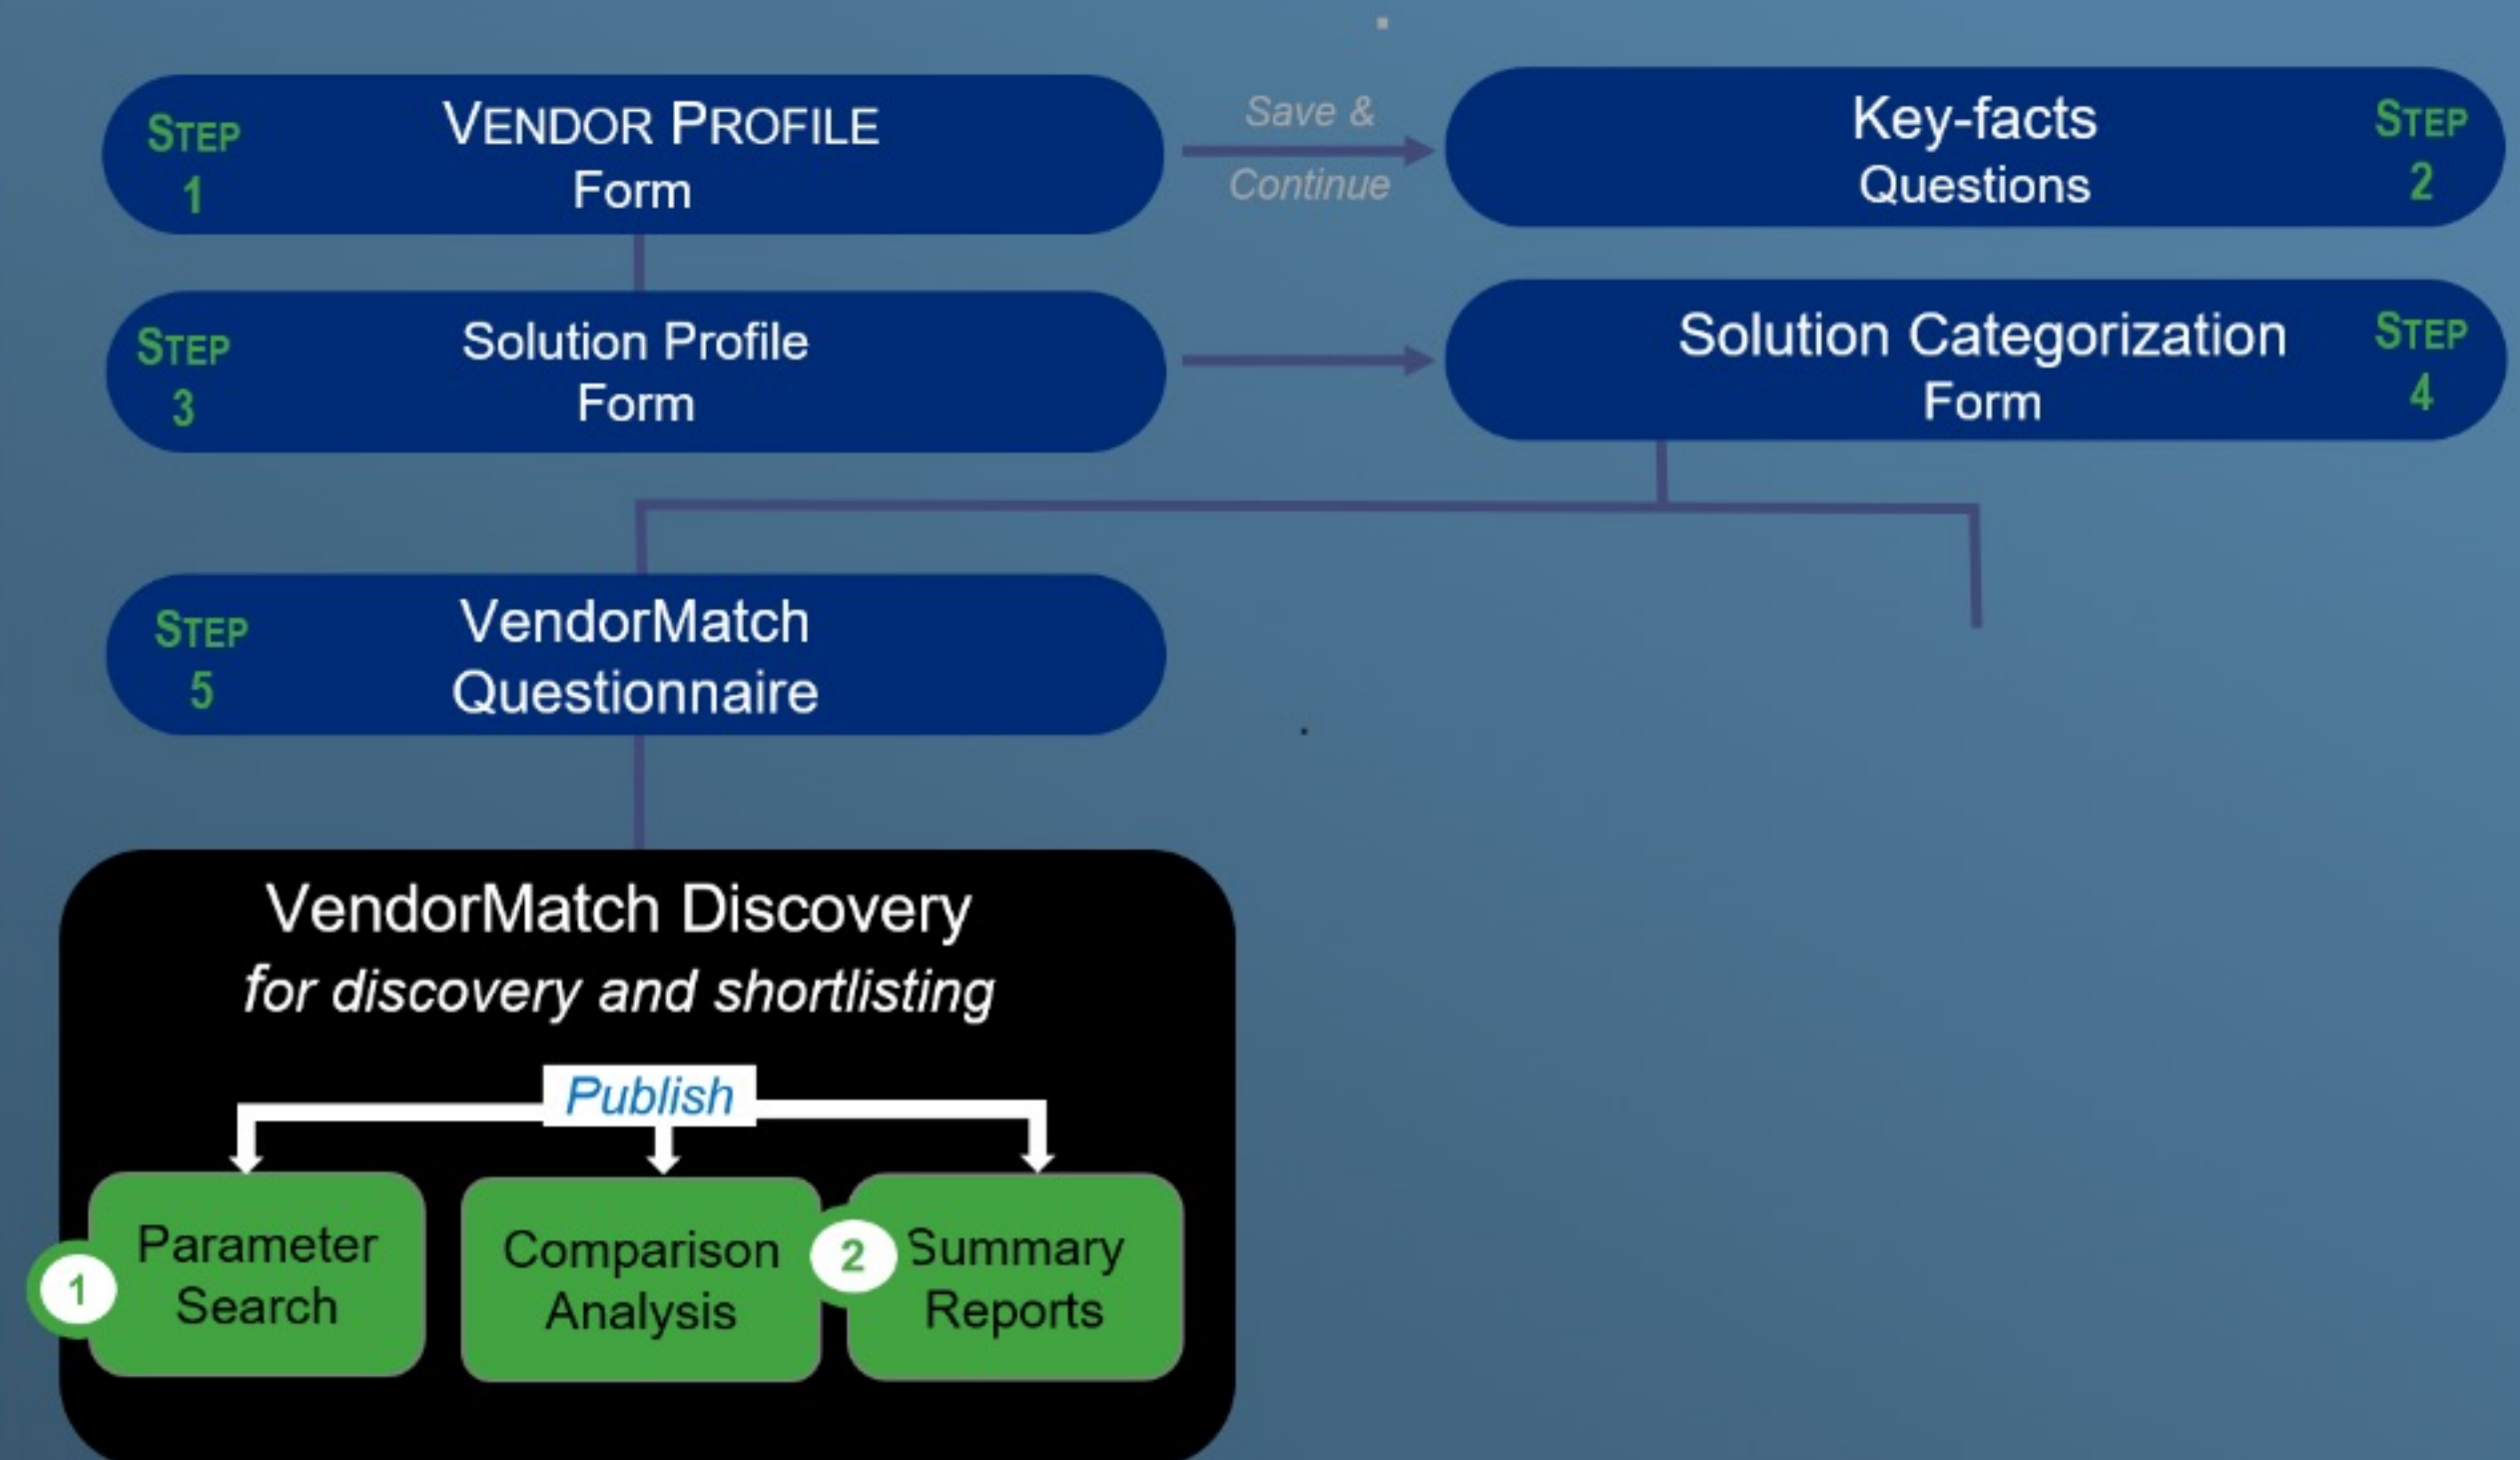 STEP
1
VENDOR PROFILE
Form
Save &
Continue
Key-facts
Questions
STEP
2
STEP
3
Solution Profile
Form
Solution Categorization
Form
STEP
4
STEP
5
VendorMatch
Questionnaire
VendorMatch Discovery
for discovery and shortlisting
Publish
1
Parameter
Search
Comparison
Analysis
2
Summary
Reports